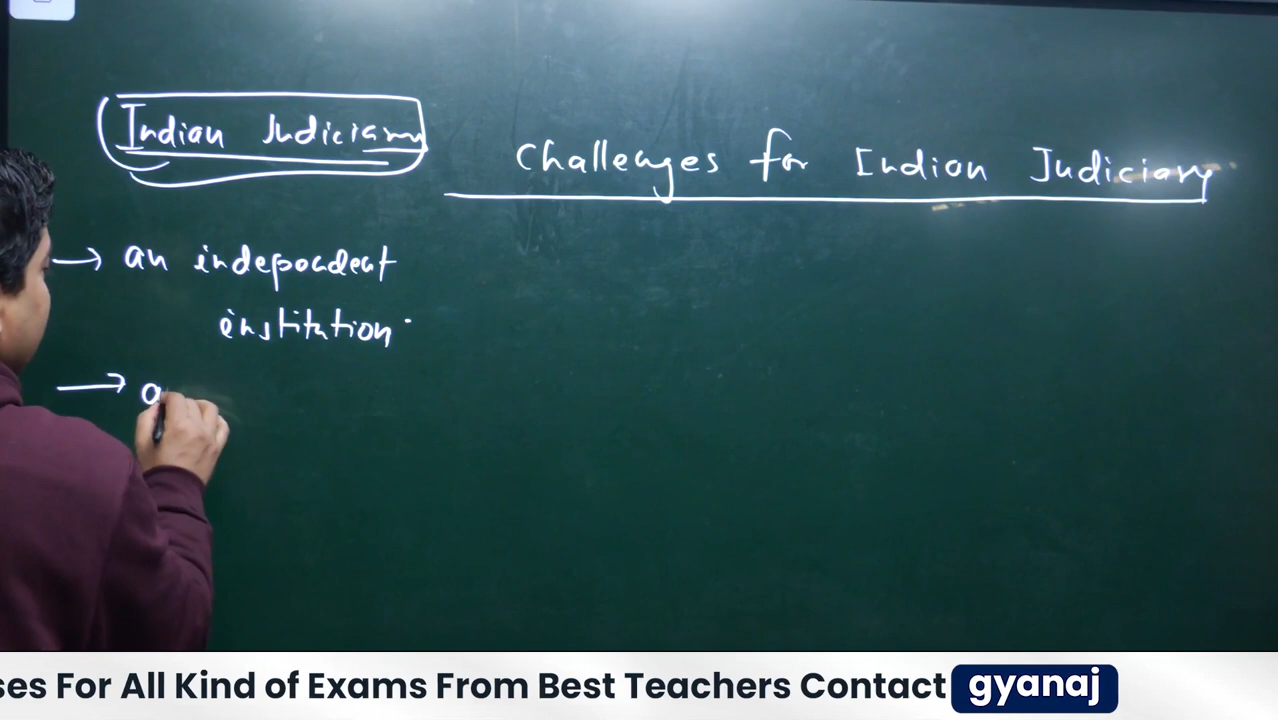 Indian Judiciary
Challenges for Indian Judiciary
→ an independent
institution.
→ a
ses For All Kind of Exams From Best Teachers Contact gyanaj